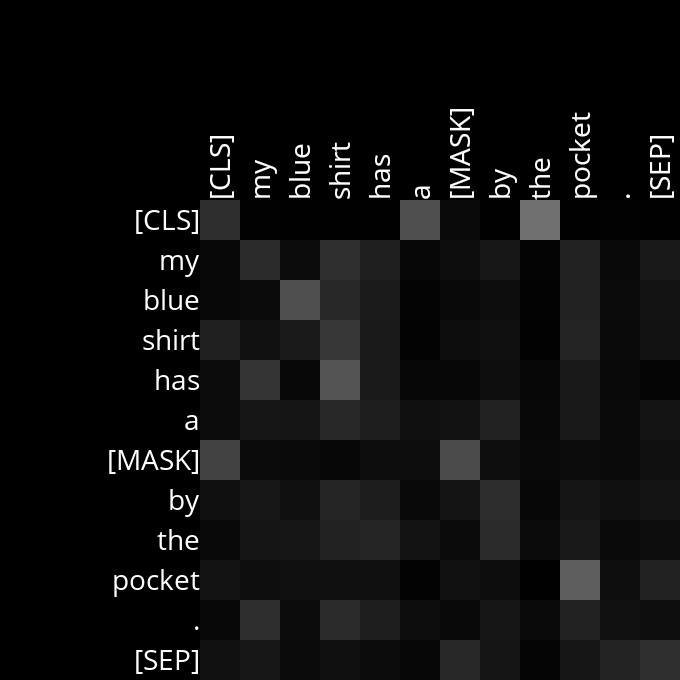 [CLS] my blue shirt has a [MASK] by the pocket . [SEP]
[CLS]
my
blue
shirt
has
a
[MASK]
by
the
pocket
.
[SEP]